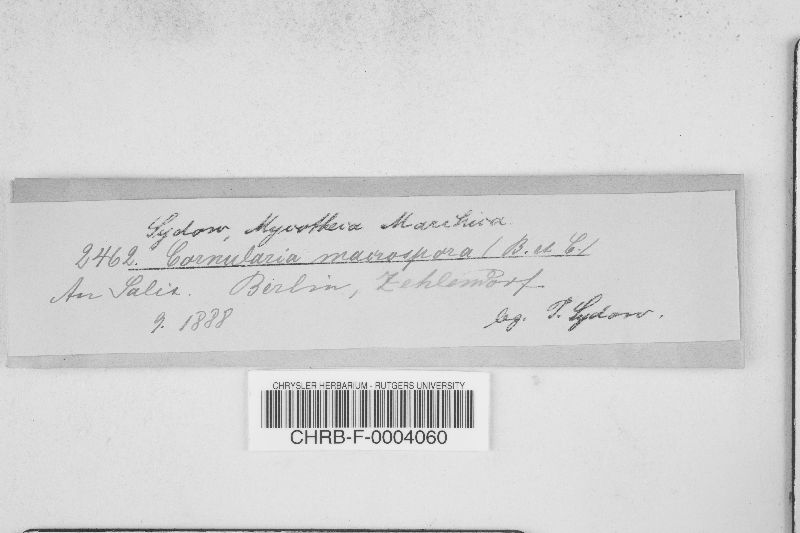 Sydow, Mycotheca Marchica
2462. Cornularia macrospora (B. et C.)
An Salix. Berlin, Zehlendorf.
9. 1888
leg. P. Sydow.
CHRYSLER HERBARIUM - RUTGERS UNIVERSITY
CHRB-F-0004060